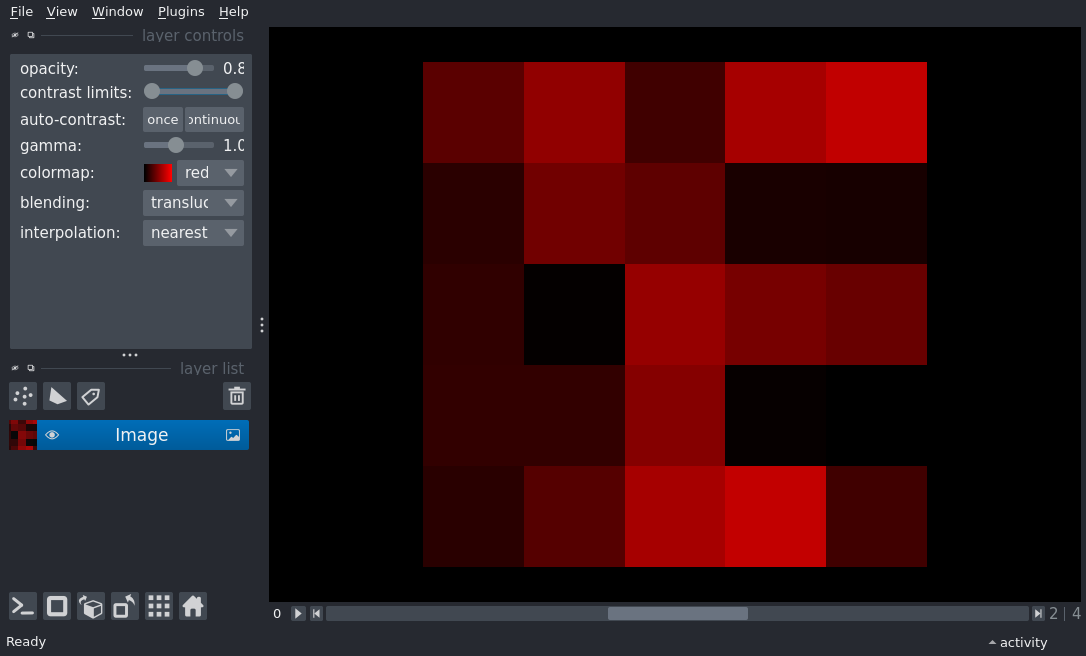 File View Window Plugins Help
layer controls
opacity: 0.8
contrast limits:
auto-contrast: once ontinuou
gamma: 1.0
colormap: red
blending: transluc
interpolation: nearest
layer list
Image
0 2 | 4
Ready activity